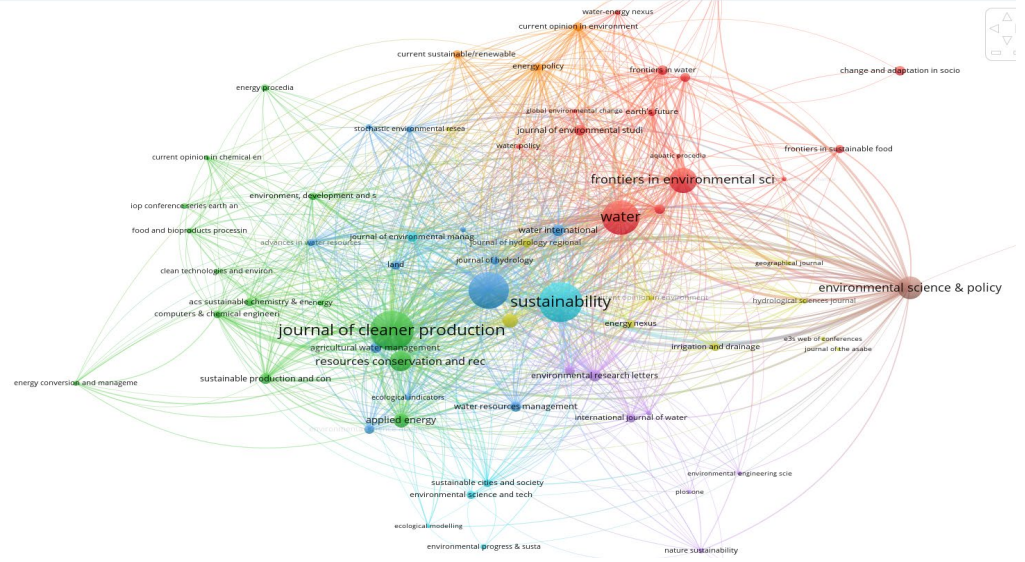 water-energy nexus
current opinion in environment
current sustainable/renewable
energy policy
frontiers in water
change and adaptation in socio
energy procedia
global environmental change
earth's future
stochastic environmental resea
journal of environmental studi
water policy
frontiers in sustainable food
current opinion in chemical en
aquatic procedia
frontiers in environmental sci
environment, development and s
iop conference series earth an
water
food and bioproducts processin
water international
journal of environmental manag
advances in water resources
journal of hydrology regional
journal of hydrology
land
geographical journal
clean technologies and environ
environmental science & policy
opinion in environment
acs sustainable chemistry & energy
sustainability
hydrological sciences journal
computers & chemical engineeri
energy nexus
journal of cleaner production
e3s web of conferences
agricultural water management
irrigation and drainage
journal of the asabe
resources conservation and rec
environmental research letters
sustainable production and con
energy conversion and manageme
ecological indicators
water resources management
applied energy
international journal of water
environmental engineering scie
sustainable cities and society
environmental science and tech
plosione
ecological modelling
environmental progress & susta
nature sustainability